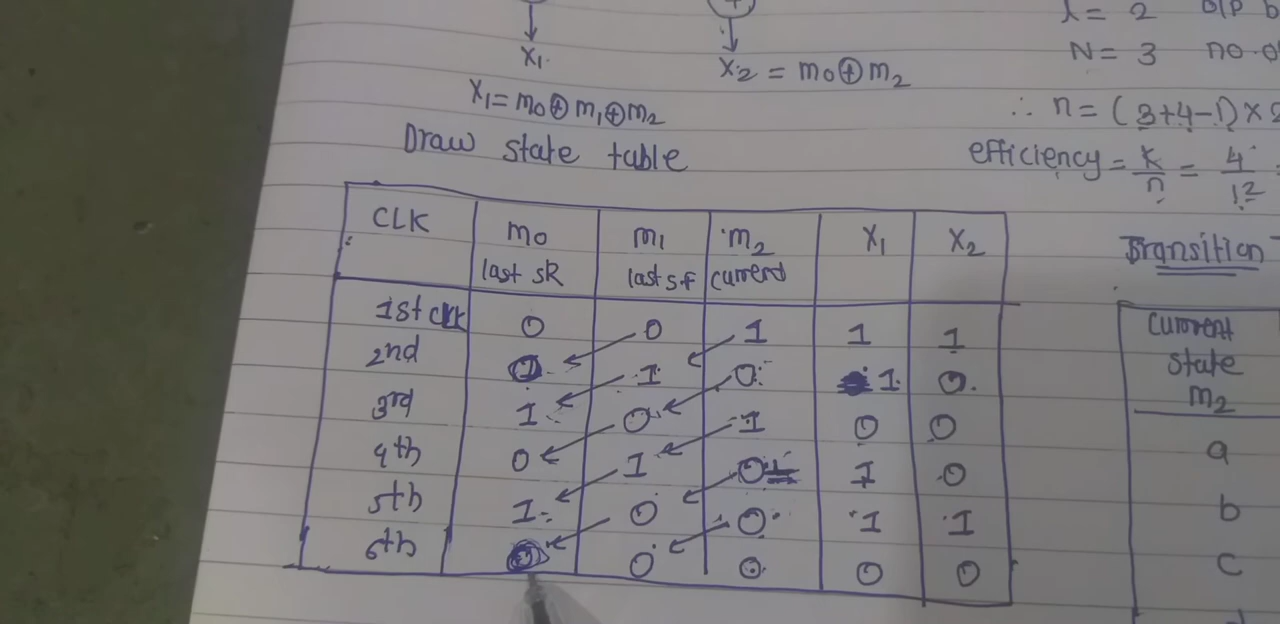 X1.
X2 = m0⊕m2
X1 = m0⊕m1⊕m2
Draw state table
λ = 2 O/P b
N = 3 no. o
∴ n = (3+4-1)×2
efficiency = k/n = 4/12 =
CLK m0 m1 m2 X1 X2
last sR last sf current
1st CLK 0 0 1 1 1
2nd 0 1 0 1 0
3rd 1 0 1 0 0
4th 0 1 0 1 0
5th 1 0 0 1 1
6th 0 0 0 0 0
Transition T
Current
state
m2
a
b
c
d